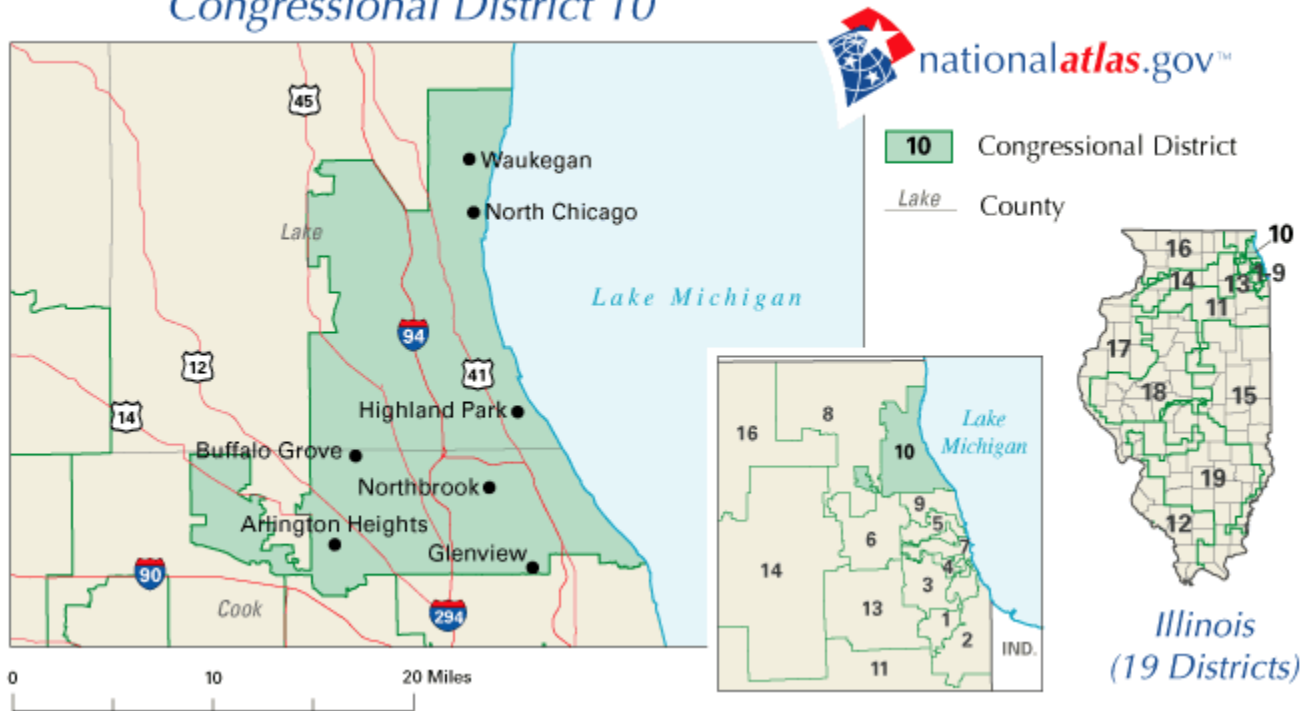 Congressional District 10
nationalatlas.gov™
10 Congressional District
Lake County
45
Waukegan
North Chicago
Lake
Lake Michigan
94
12
41
14
Highland Park
Buffalo Grove
Northbrook
Arlington Heights
Glenview
90
Cook
294
0 10 20 Miles
8
16
Lake
Michigan
10
9
5
6
7
14
4
3
13
1
2
IND.
11
10
16
1-9
14
13
11
17
18
15
19
12
Illinois
(19 Districts)